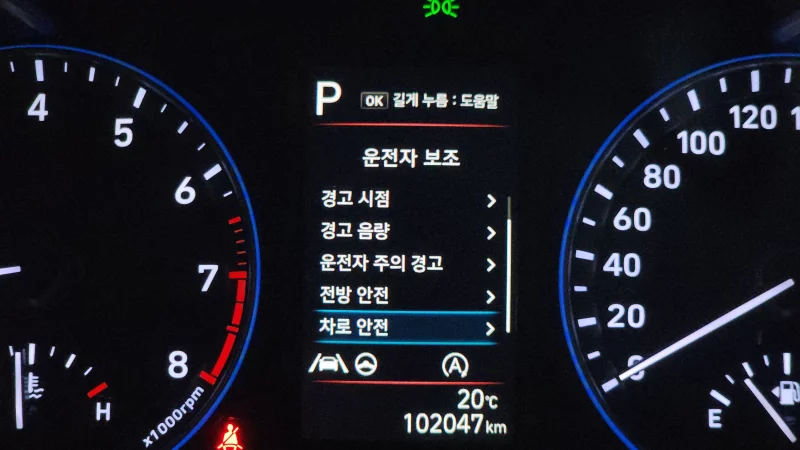 P OK 길게 누름 : 도움말
운전자 보조
경고 시점
경고 음량
운전자 주의 경고
전방 안전
차로 안전
A
20℃
102047km
4
5
6
7
8
x1000rpm
H
0
20
40
60
80
100
120
E